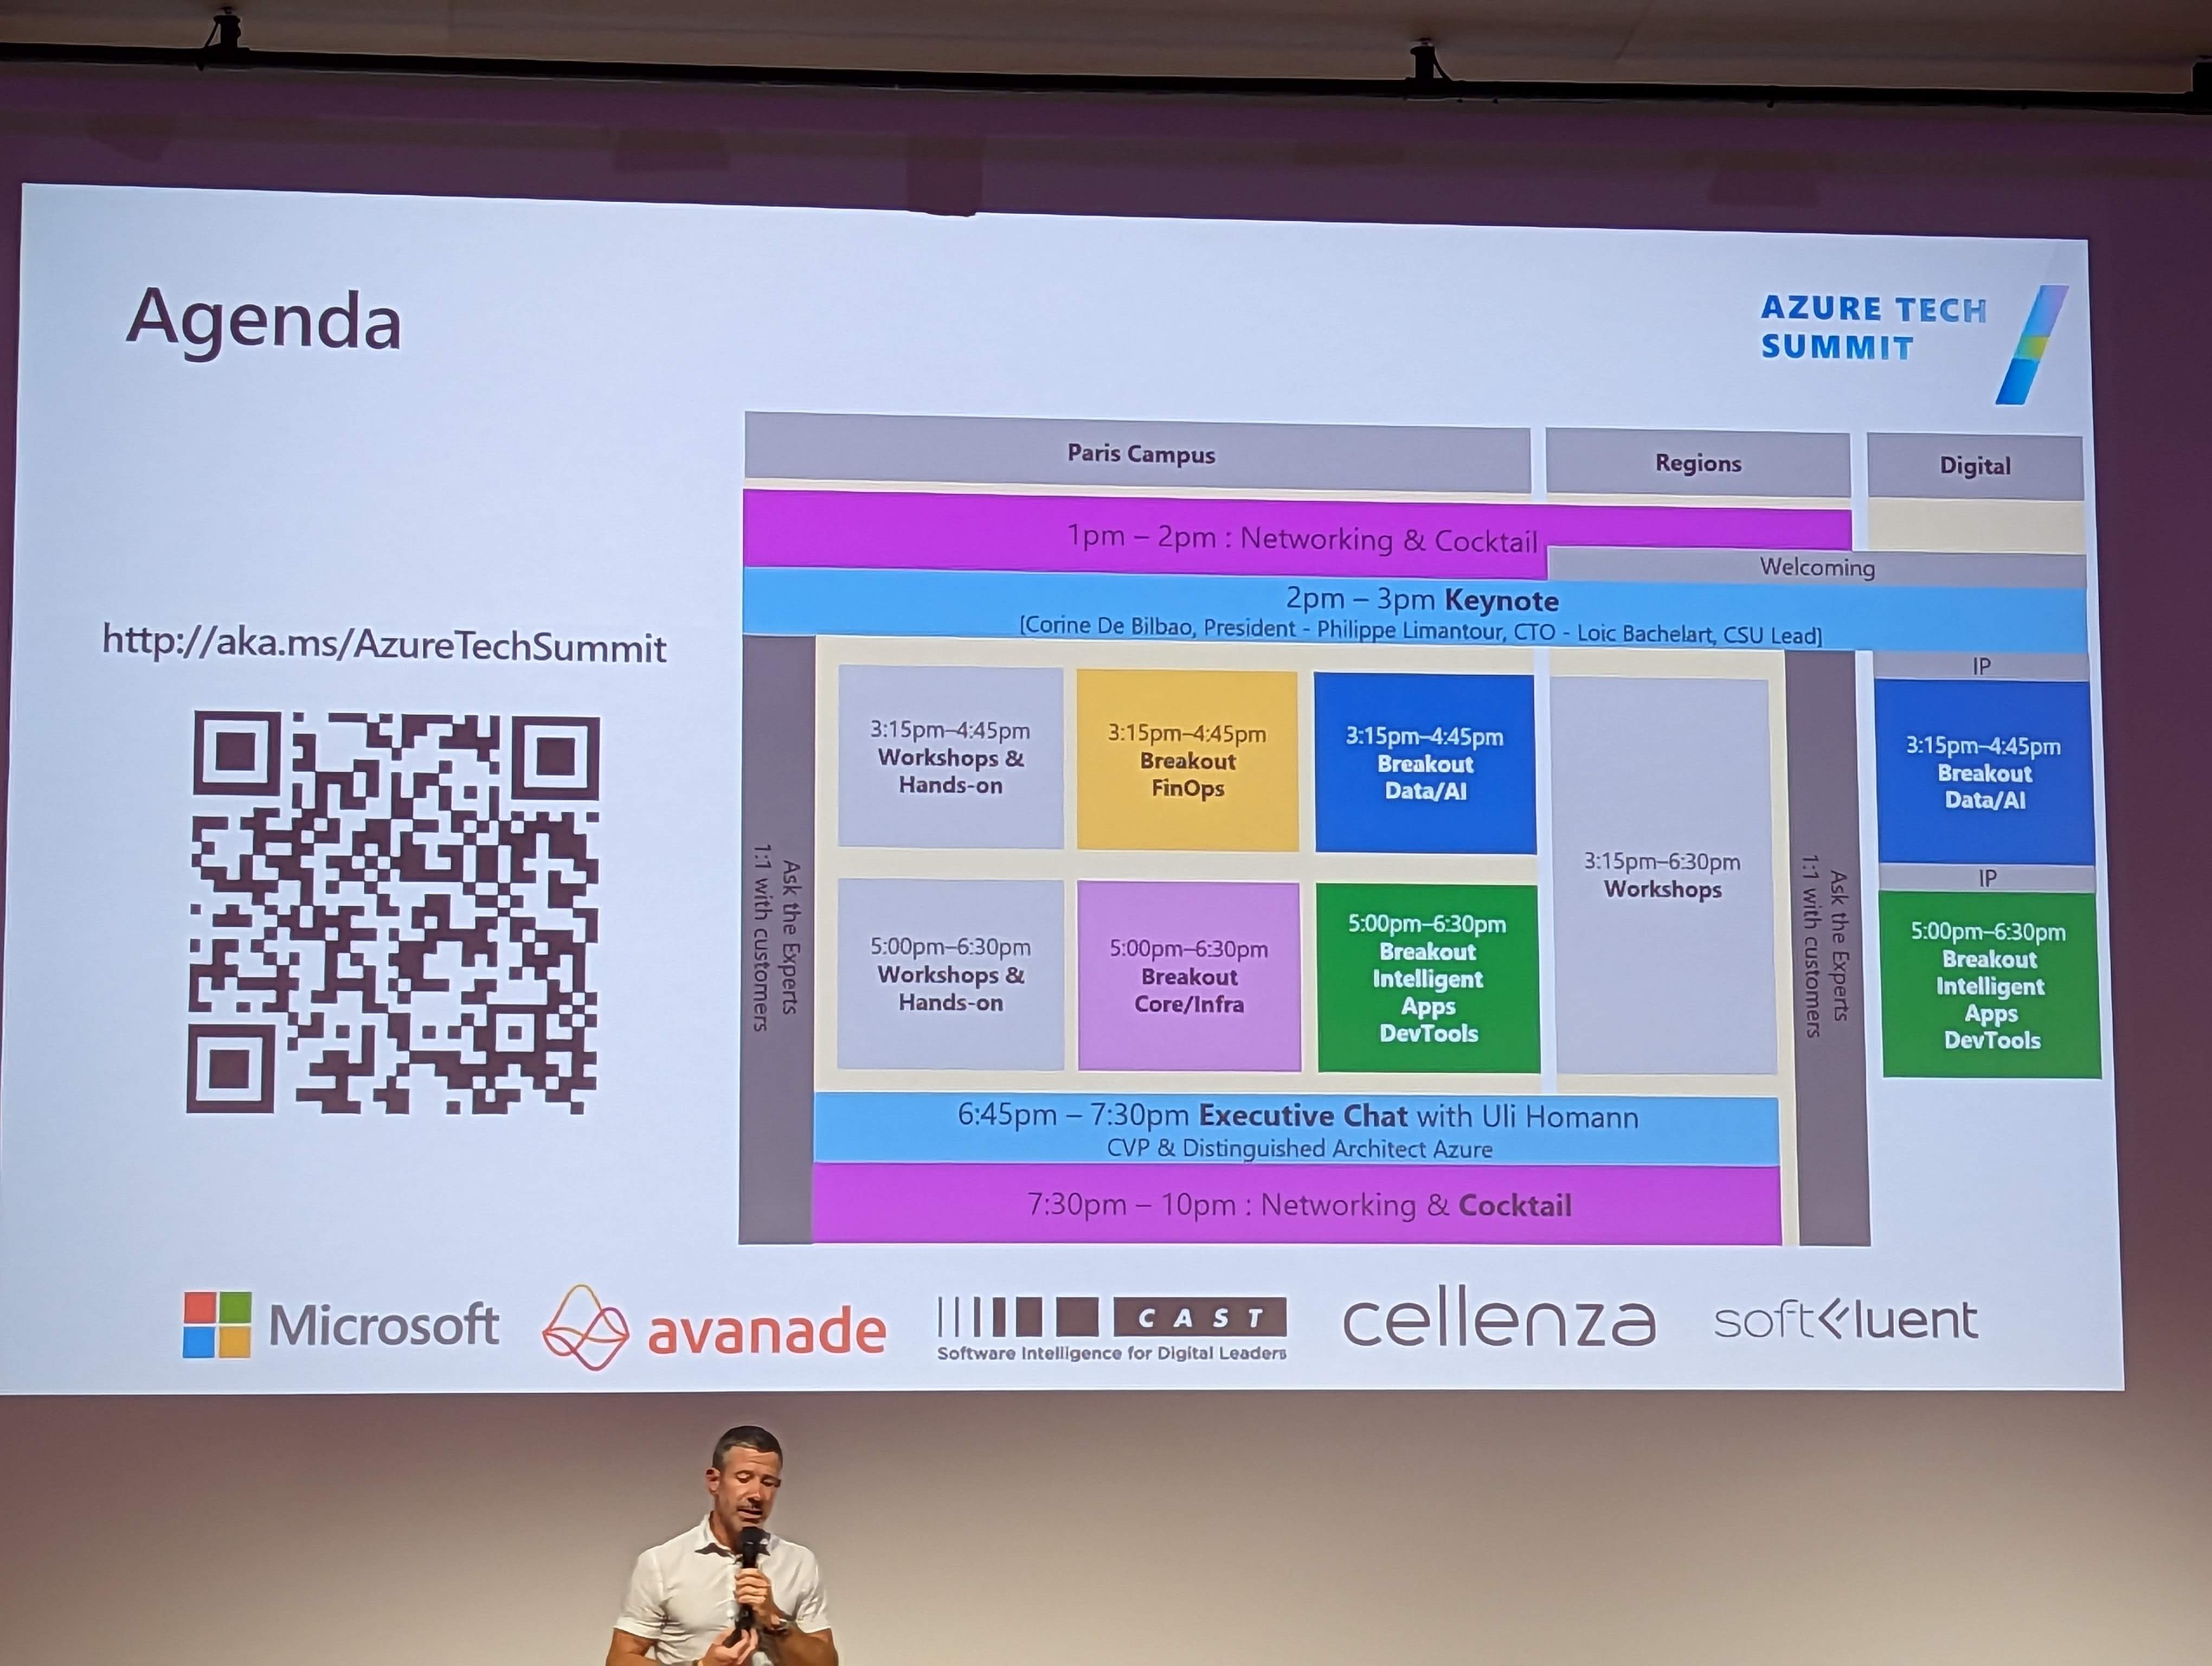 Agenda
AZURE TECH
SUMMIT
http://aka.ms/AzureTechSummit
Paris Campus
Regions
Digital
1pm – 2pm : Networking & Cocktail
Welcoming
2pm – 3pm Keynote
[Corine De Bilbao, President - Philippe Limantour, CTO - Loic Bachelart, CSU Lead]
IP
Ask the Experts
1:1 with customers
3:15pm–4:45pm
Workshops &
Hands-on
3:15pm–4:45pm
Breakout
FinOps
3:15pm–4:45pm
Breakout
Data/AI
3:15pm–6:30pm
Workshops
Ask the Experts
1:1 with customers
3:15pm–4:45pm
Breakout
Data/AI
IP
5:00pm–6:30pm
Workshops &
Hands-on
5:00pm–6:30pm
Breakout
Core/Infra
5:00pm–6:30pm
Breakout
Intelligent
Apps
DevTools
5:00pm–6:30pm
Breakout
Intelligent
Apps
DevTools
6:45pm – 7:30pm Executive Chat with Uli Homann
CVP & Distinguished Architect Azure
7:30pm – 10pm : Networking & Cocktail
Microsoft
avanade
CAST
Software Intelligence for Digital Leaders
cellenza
softfluent